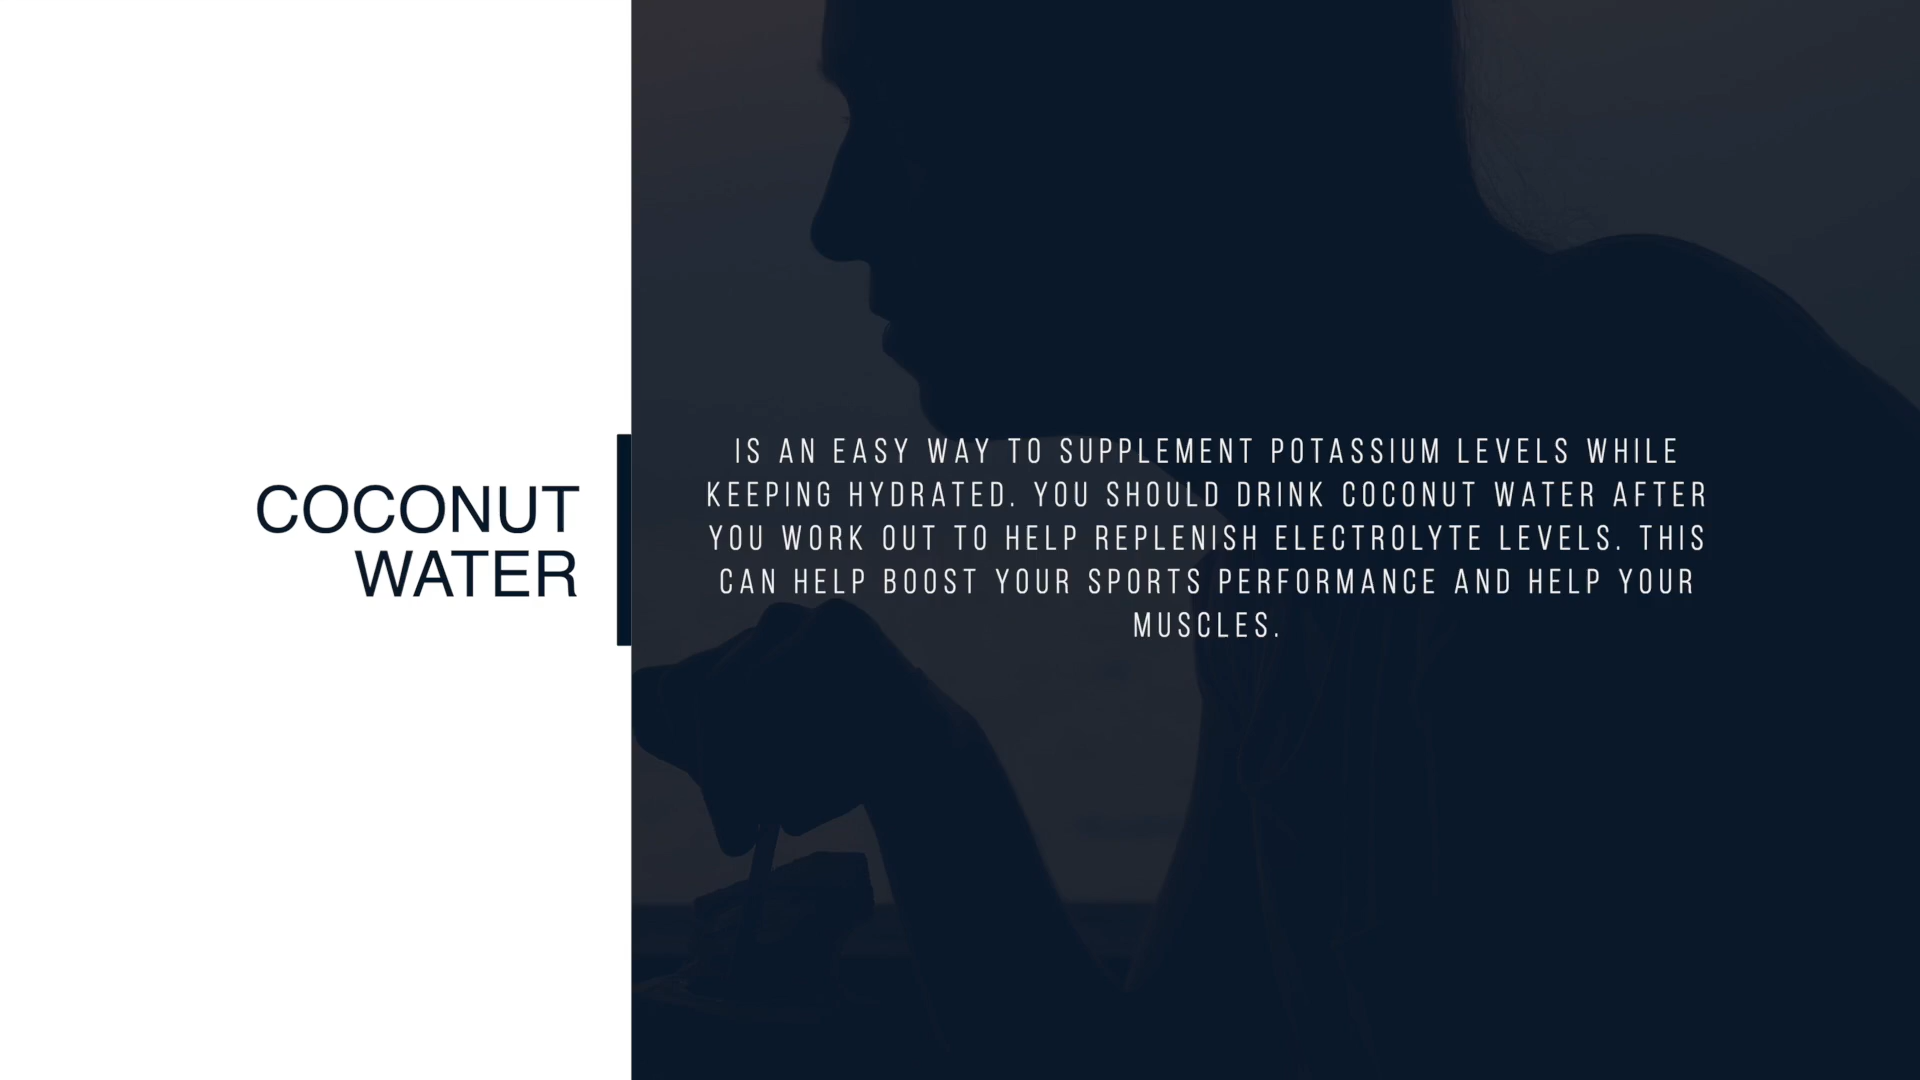 COCONUT
WATER
IS AN EASY WAY TO SUPPLEMENT POTASSIUM LEVELS WHILE
KEEPING HYDRATED. YOU SHOULD DRINK COCONUT WATER AFTER
YOU WORK OUT TO HELP REPLENISH ELECTROLYTE LEVELS. THIS
CAN HELP BOOST YOUR SPORTS PERFORMANCE AND HELP YOUR
MUSCLES.